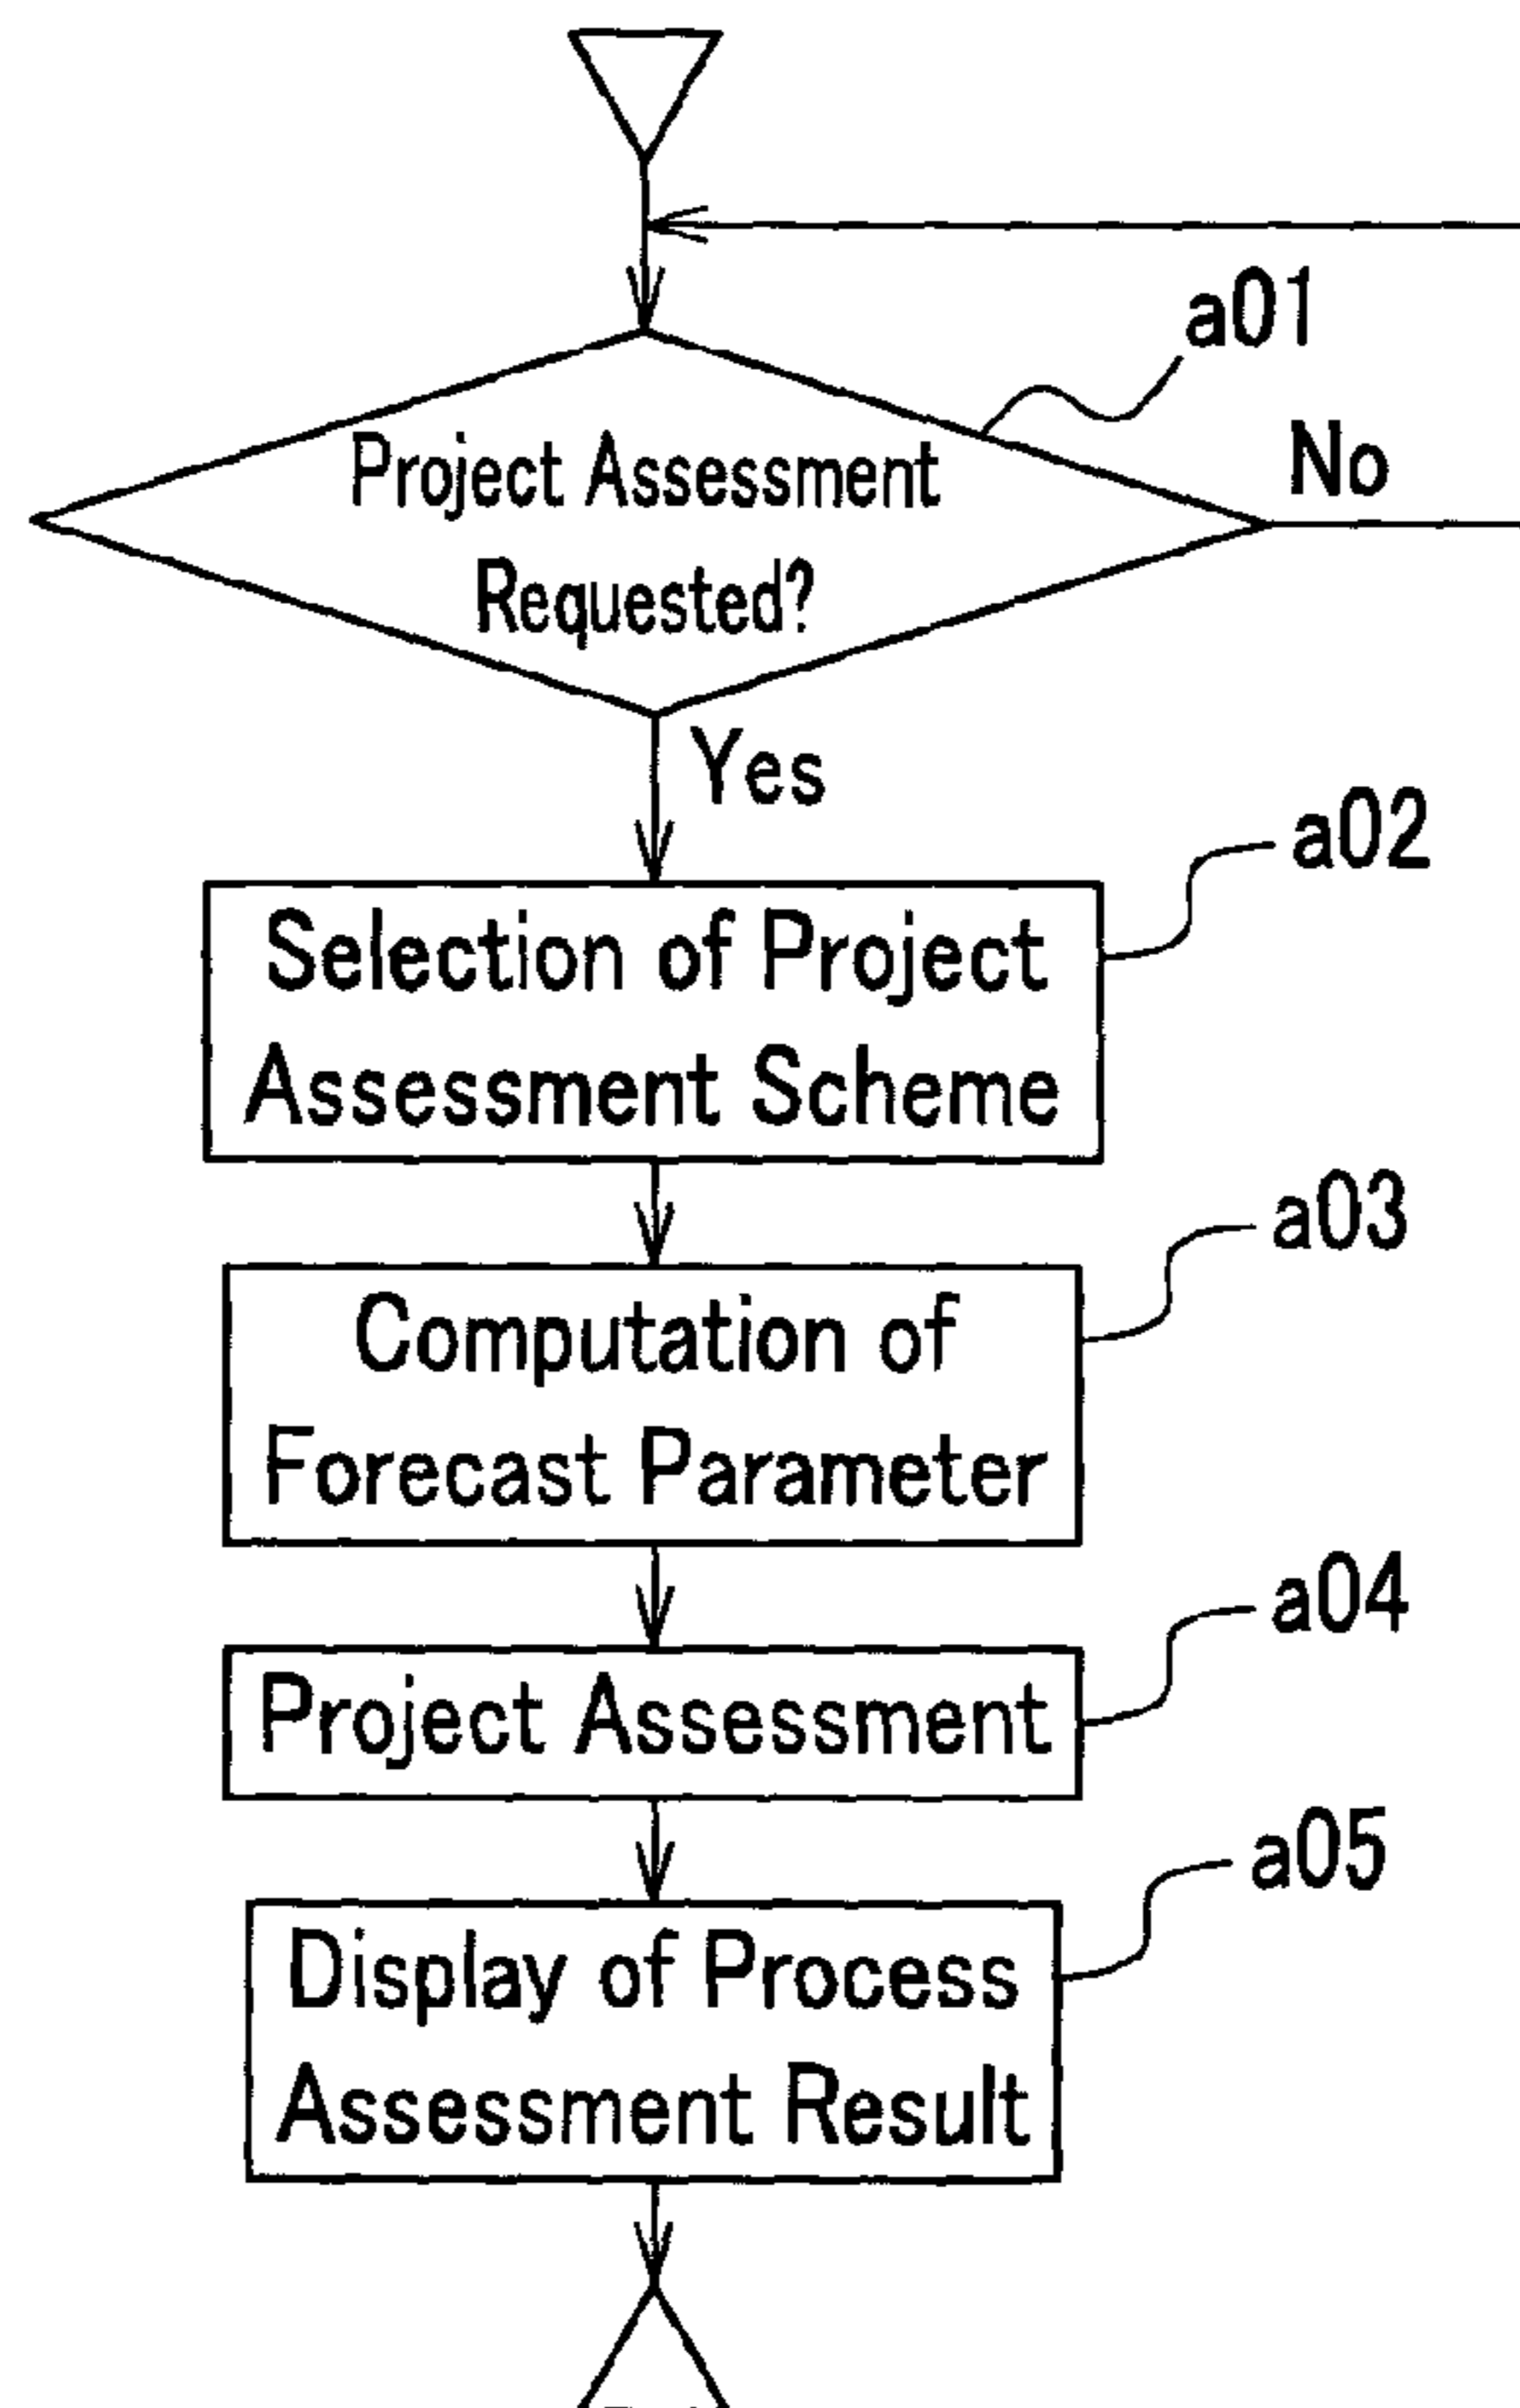 a01
Project Assessment
Requested?
No
Yes
a02
Selection of Project
Assessment Scheme
a03
Computation of
Forecast Parameter
a04
Project Assessment
a05
Display of Process
Assessment Result